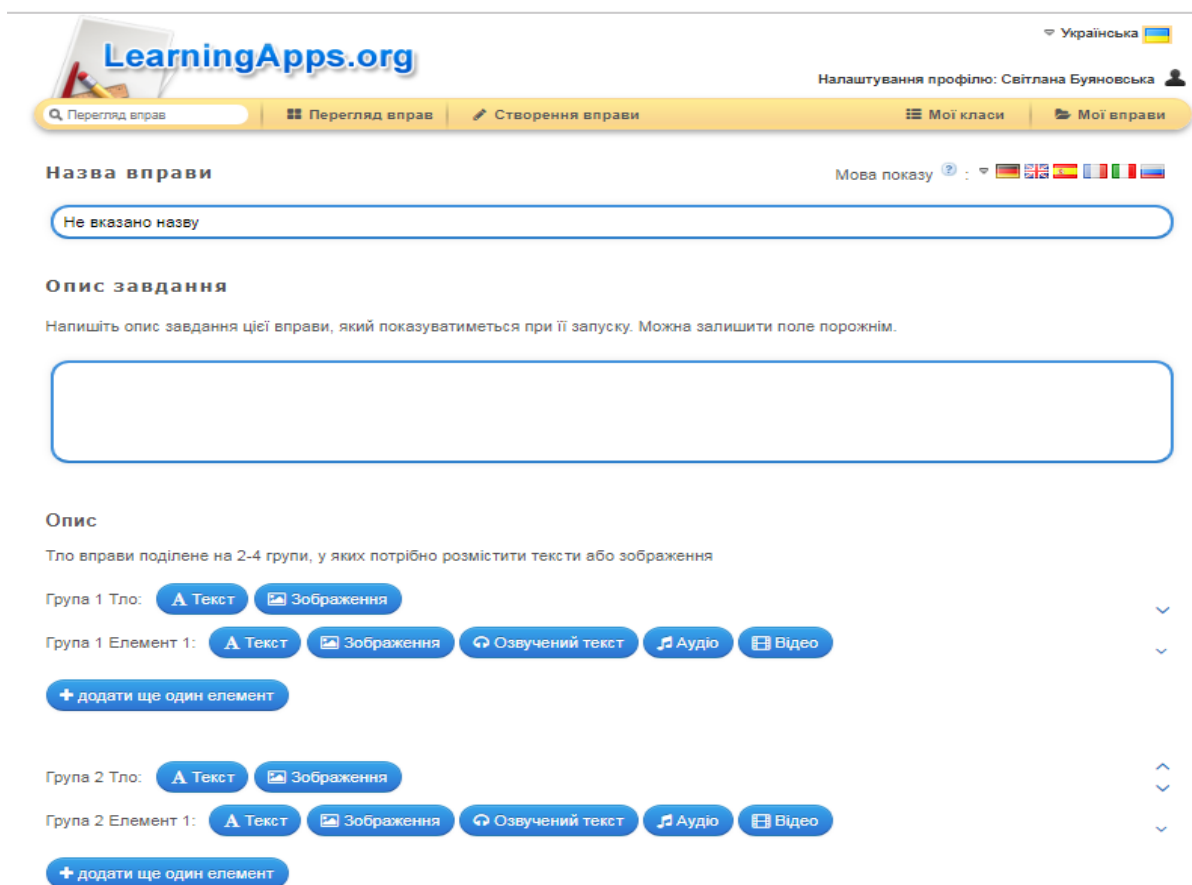 LearningApps.org
Українська
Налаштування профілю: Світлана Буяновська
Перегляд вправ
Перегляд вправ
Створення вправи
Мої класи
Мої вправи
Назва вправи
Мова показу ? :
Не вказано назву
Опис завдання
Напишіть опис завдання цієї вправи, який показуватиметься при її запуску. Можна залишити поле порожнім.
Опис
Тло вправи поділене на 2-4 групи, у яких потрібно розмістити тексти або зображення
Група 1 Тло: A Текст Зображення
Група 1 Елемент 1: A Текст Зображення Озвучений текст Аудіо Відео
+ додати ще один елемент
Група 2 Тло: A Текст Зображення
Група 2 Елемент 1: A Текст Зображення Озвучений текст Аудіо Відео
+ додати ще один елемент